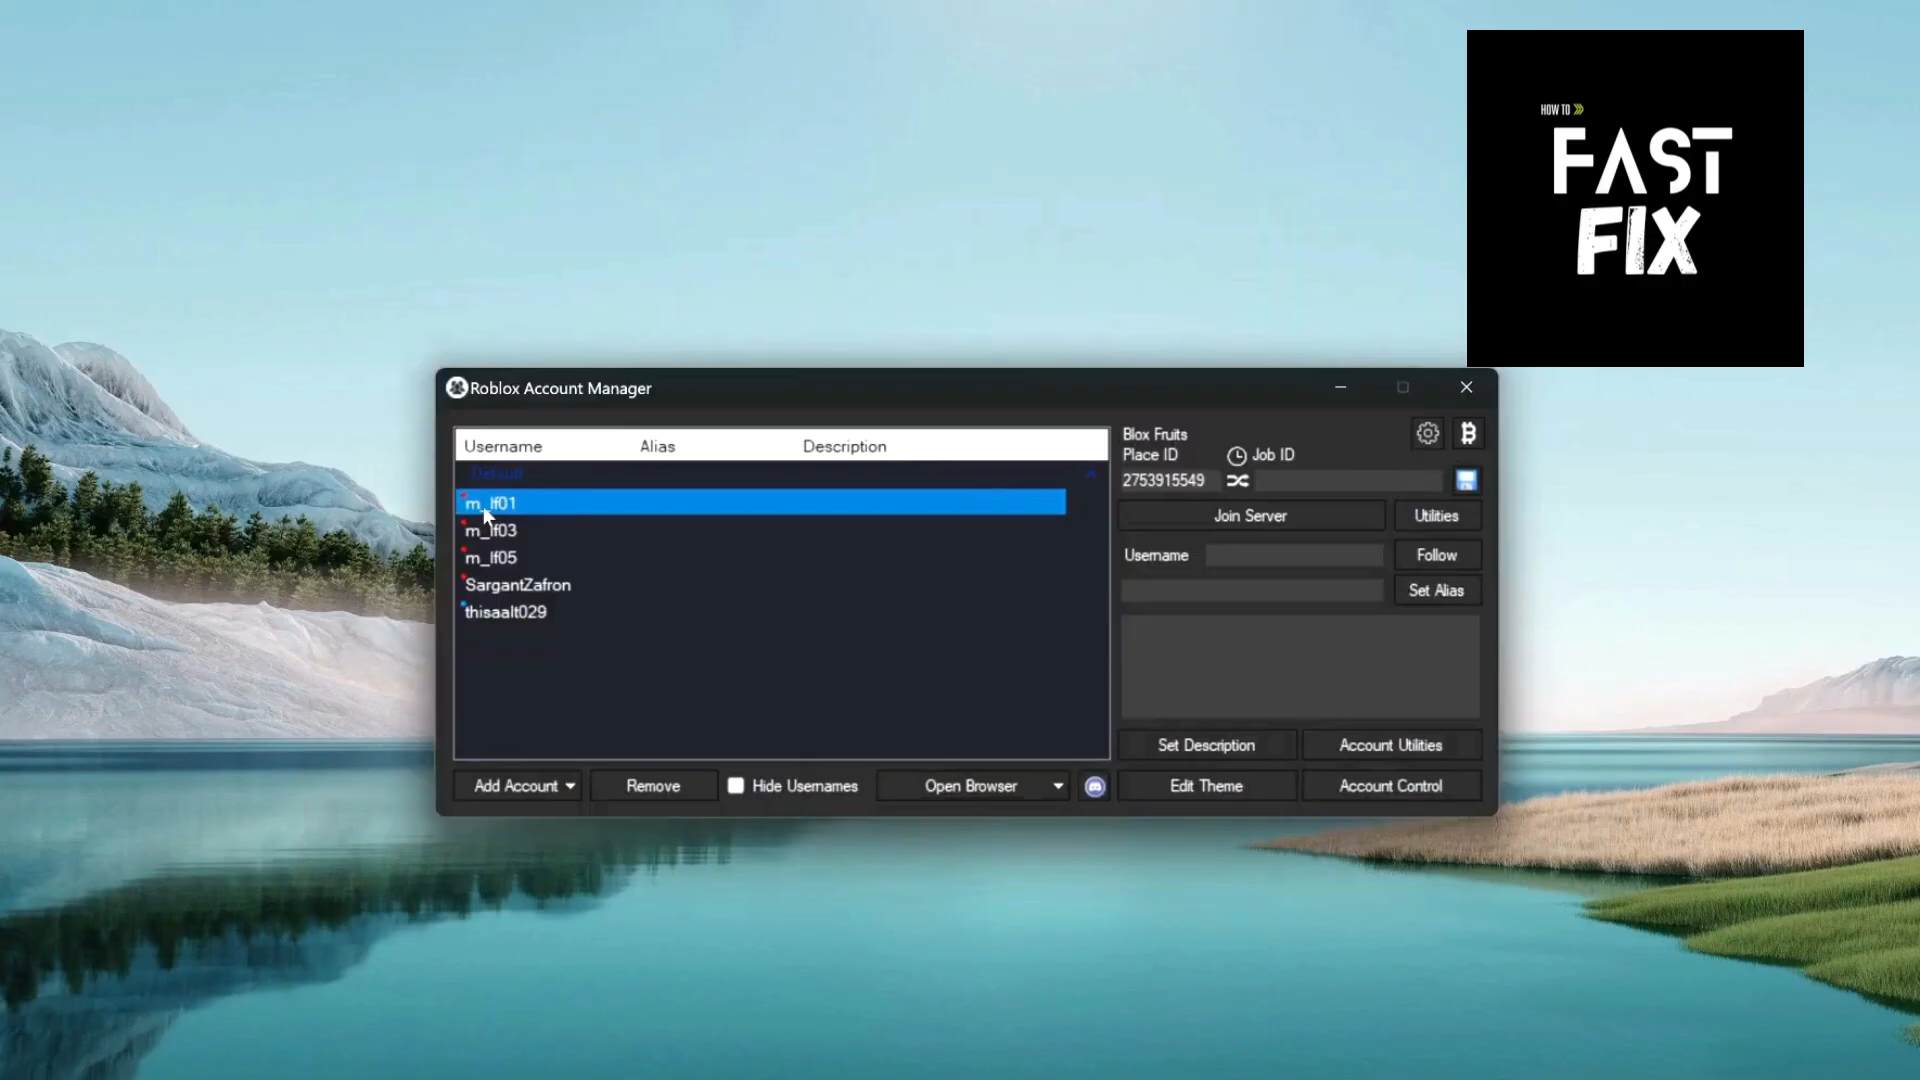 HOW TO
FAST
FIX
Roblox Account Manager
Username Alias Description
Default
m_lf01
m_lf03
m_lf05
SargantZafron
thisaalt029
Blox Fruits
Place ID Job ID
2753915549
Join Server Utilities
Username Follow
Set Alias
Set Description Account Utilities
Add Account Remove Hide Usernames Open Browser Edit Theme Account Control